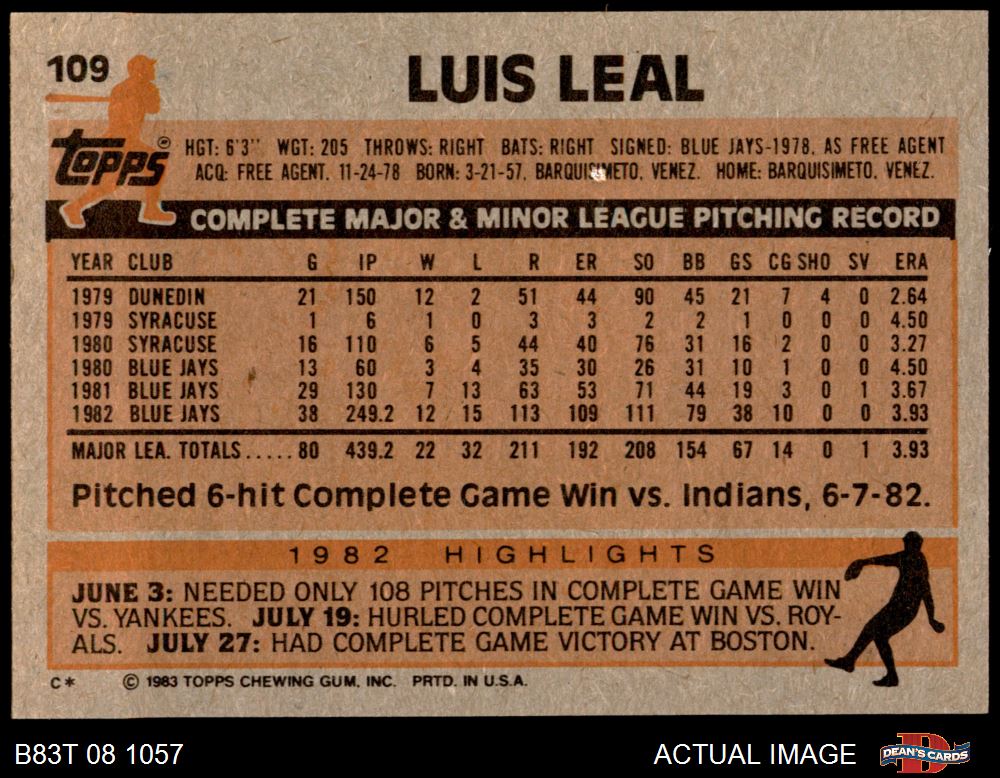 109
LUIS LEAL
topps®
HGT: 6'3" WGT: 205 THROWS: RIGHT BATS: RIGHT SIGNED: BLUE JAYS-1978, AS FREE AGENT
ACQ: FREE AGENT, 11-24-78 BORN: 3-21-57, BARQUISIMETO, VENEZ. HOME: BARQUISIMETO, VENEZ.
COMPLETE MAJOR & MINOR LEAGUE PITCHING RECORD
YEAR CLUB G IP W L R ER SO BB GS CG SHO SV ERA
1979 DUNEDIN 21 150 12 2 51 44 90 45 21 7 4 0 2.64
1979 SYRACUSE 1 6 1 0 3 3 2 2 1 0 0 0 4.50
1980 SYRACUSE 16 110 6 5 44 40 76 31 16 2 0 0 3.27
1980 BLUE JAYS 13 60 3 4 35 30 26 31 10 1 0 0 4.50
1981 BLUE JAYS 29 130 7 13 63 53 71 44 19 3 0 1 3.67
1982 BLUE JAYS 38 249.2 12 15 113 109 111 79 38 10 0 0 3.93
MAJOR LEA. TOTALS..... 80 439.2 22 32 211 192 208 154 67 14 0 1 3.93
Pitched 6-hit Complete Game Win vs. Indians, 6-7-82.
1982 HIGHLIGHTS
JUNE 3: NEEDED ONLY 108 PITCHES IN COMPLETE GAME WIN
VS. YANKEES. JULY 19: HURLED COMPLETE GAME WIN VS. ROY-
ALS. JULY 27: HAD COMPLETE GAME VICTORY AT BOSTON.
C* © 1983 TOPPS CHEWING GUM, INC. PRTD. IN U.S.A.
B83T 08 1057
ACTUAL IMAGE
DEAN'S CARDS